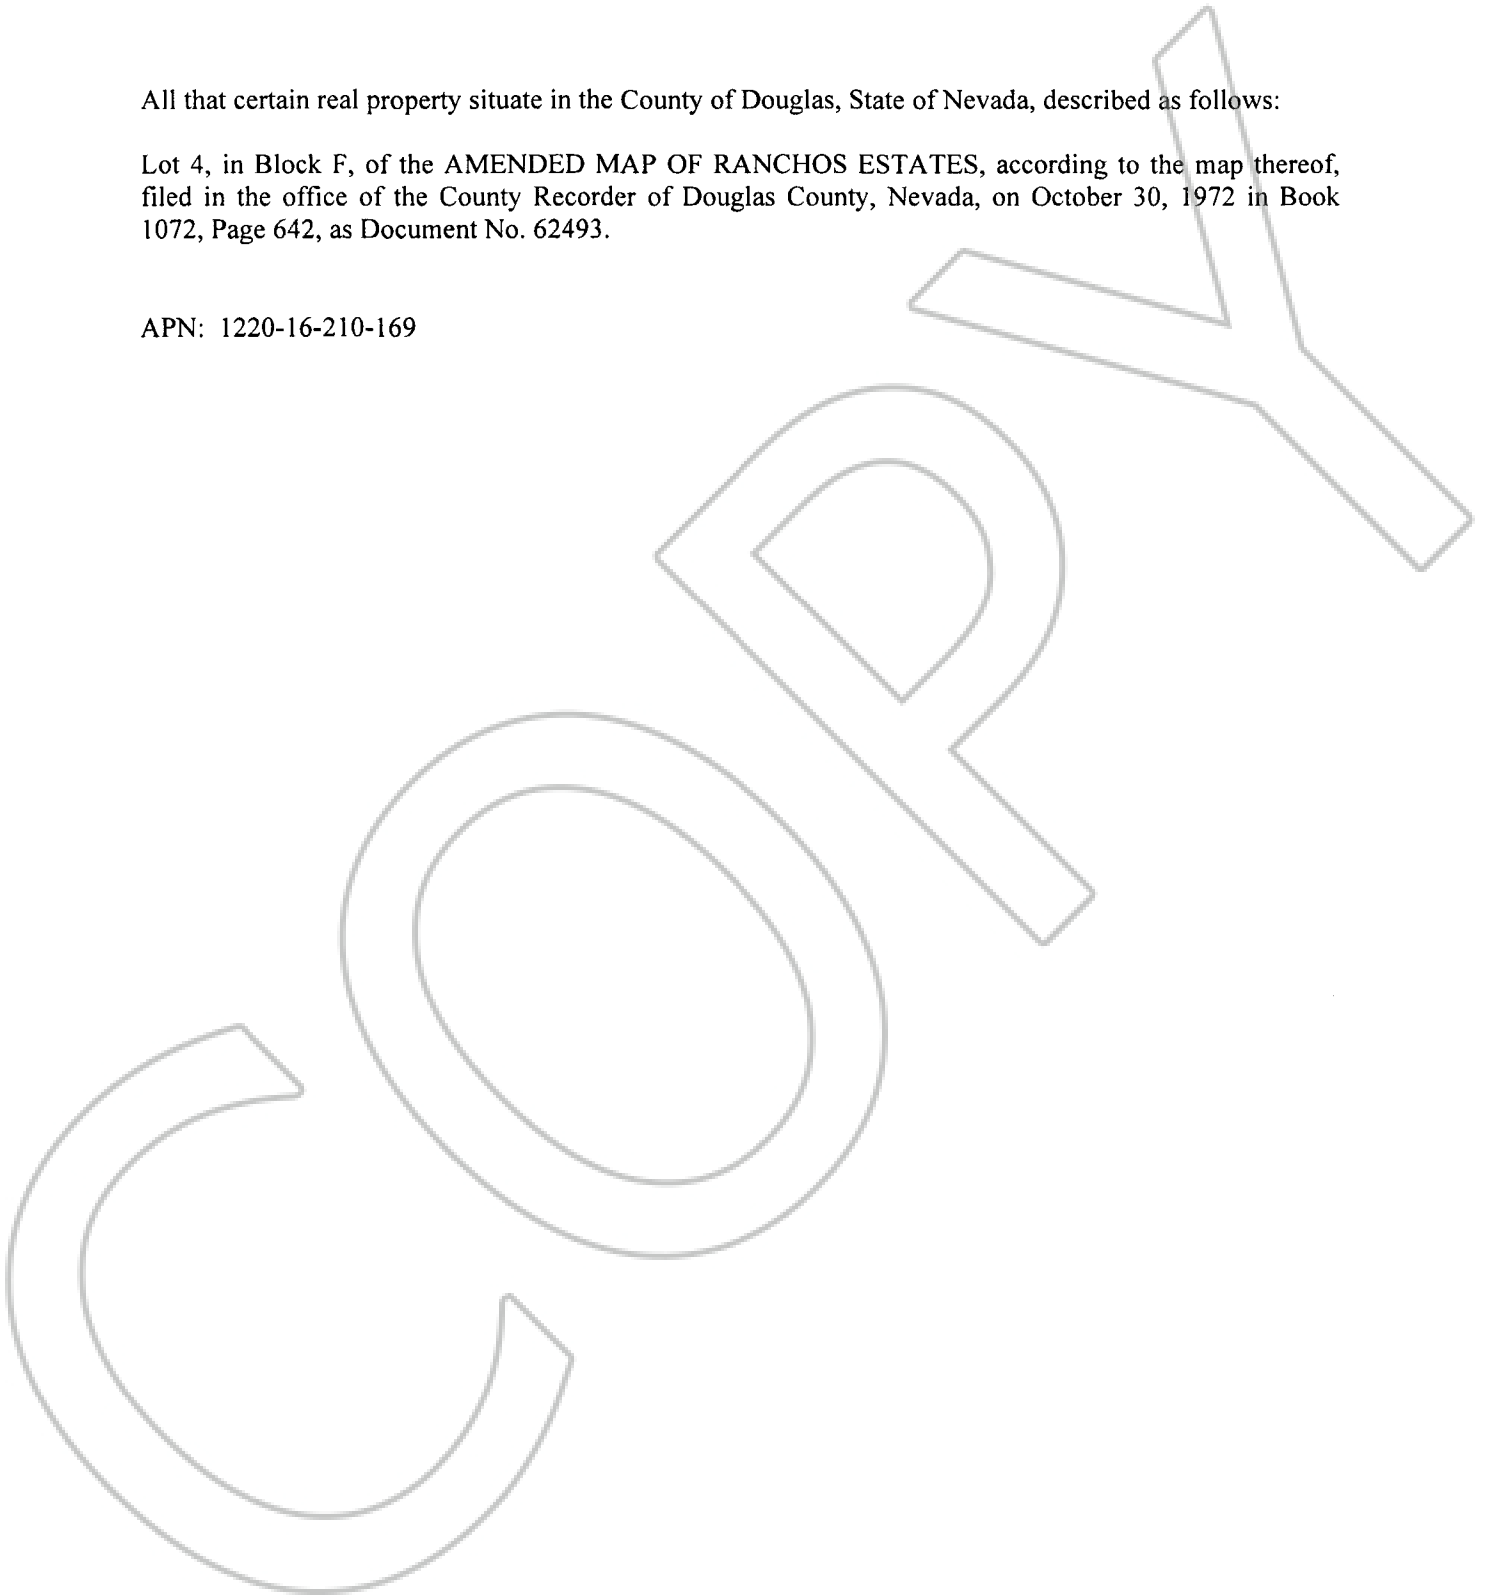 All that certain real property situate in the County of Douglas, State of Nevada, described as follows:
Lot 4, in Block F, of the AMENDED MAP OF RANCHOS ESTATES, according to the map thereof,
filed in the office of the County Recorder of Douglas County, Nevada, on October 30, 1972 in Book
1072, Page 642, as Document No. 62493.
APN: 1220-16-210-169
COPY